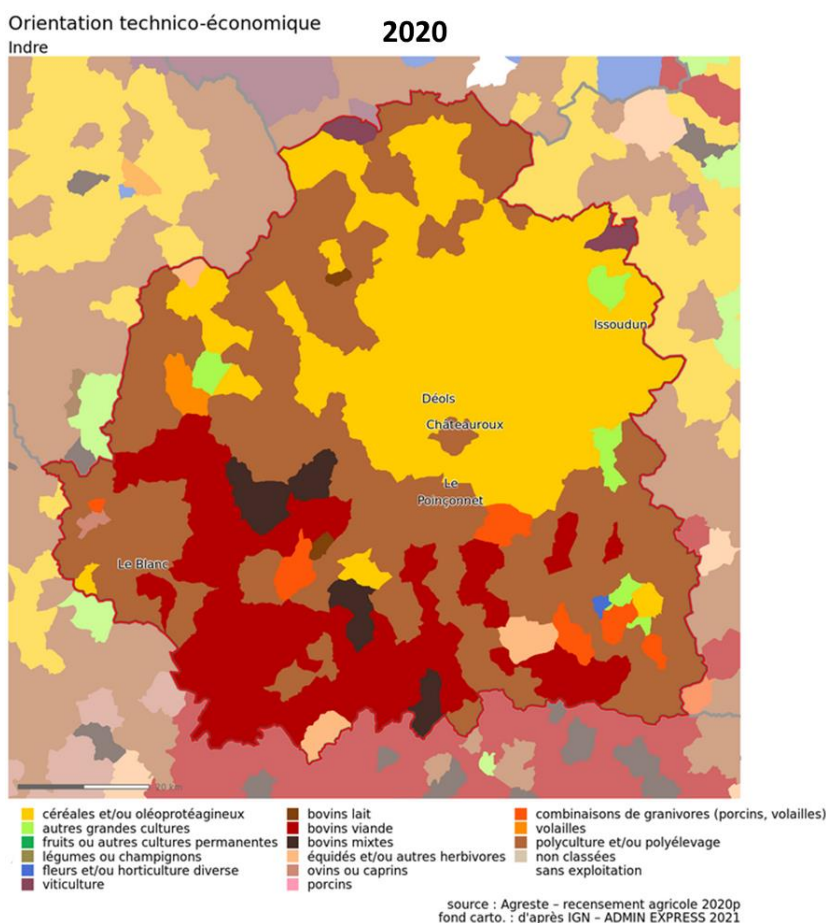 Orientation technico-économique
Indre
2020
Issoudun
Déols
Châteauroux
Le
Poinçonnet
Le Blanc
20 km
céréales et/ou oléoprotéagineux
autres grandes cultures
fruits ou autres cultures permanentes
légumes ou champignons
fleurs et/ou horticulture diverse
viticulture
bovins lait
bovins viande
bovins mixtes
équidés et/ou autres herbivores
ovins ou caprins
porcins
combinaisons de granivores (porcins, volailles)
volailles
polyculture et/ou polyélevage
non classées
sans exploitation
source : Agreste – recensement agricole 2020p
fond carto. : d'après IGN – ADMIN EXPRESS 2021